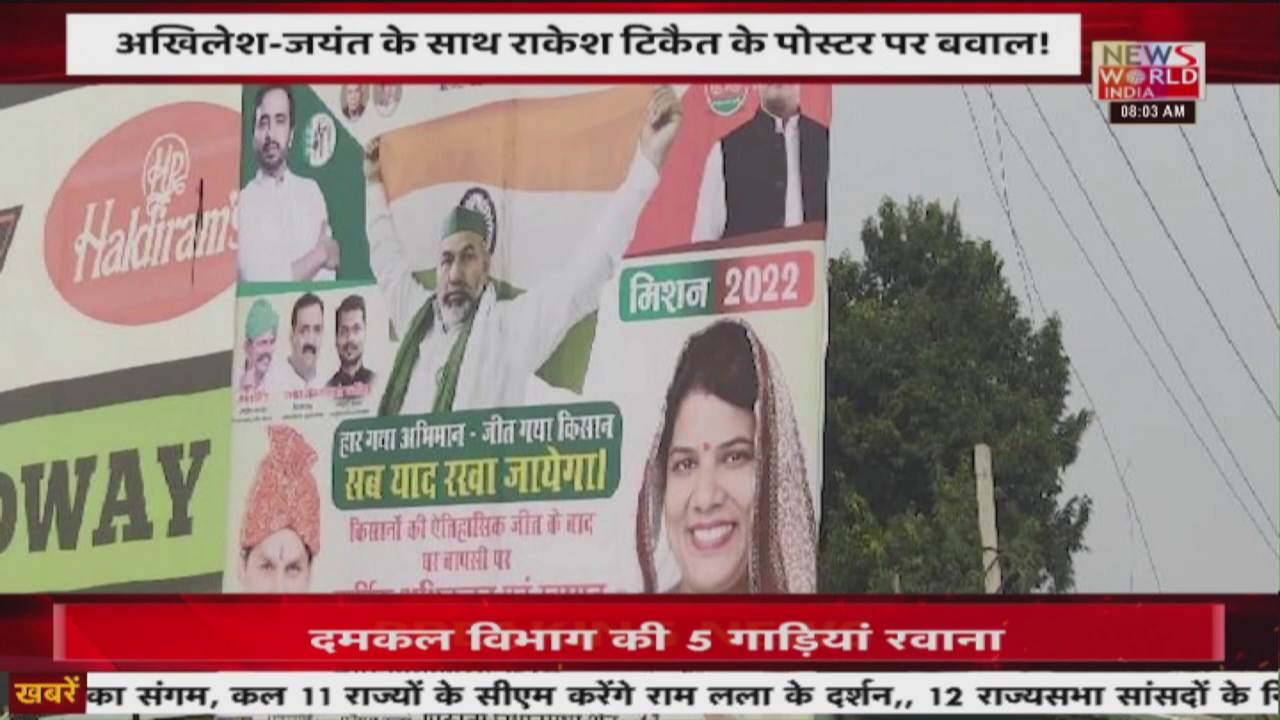 अखिलेश-जयंत के साथ राकेश टिकैत के पोस्टर पर बवाल!
NEWS
WORLD
INDIA
08:03 AM
HR
Haldiram's
मिशन 2022
हार गया अभिमान - जीत गया किसान
सब याद रखा जायेगा।
किसानों की ऐतिहासिक जीत के बाद
घर वापसी पर
DWAY
दमकल विभाग की 5 गाड़ियां रवाना
खबरें का संगम, कल 11 राज्यों के सीएम करेंगे राम लला के दर्शन,, 12 राज्यसभा सांसदों के